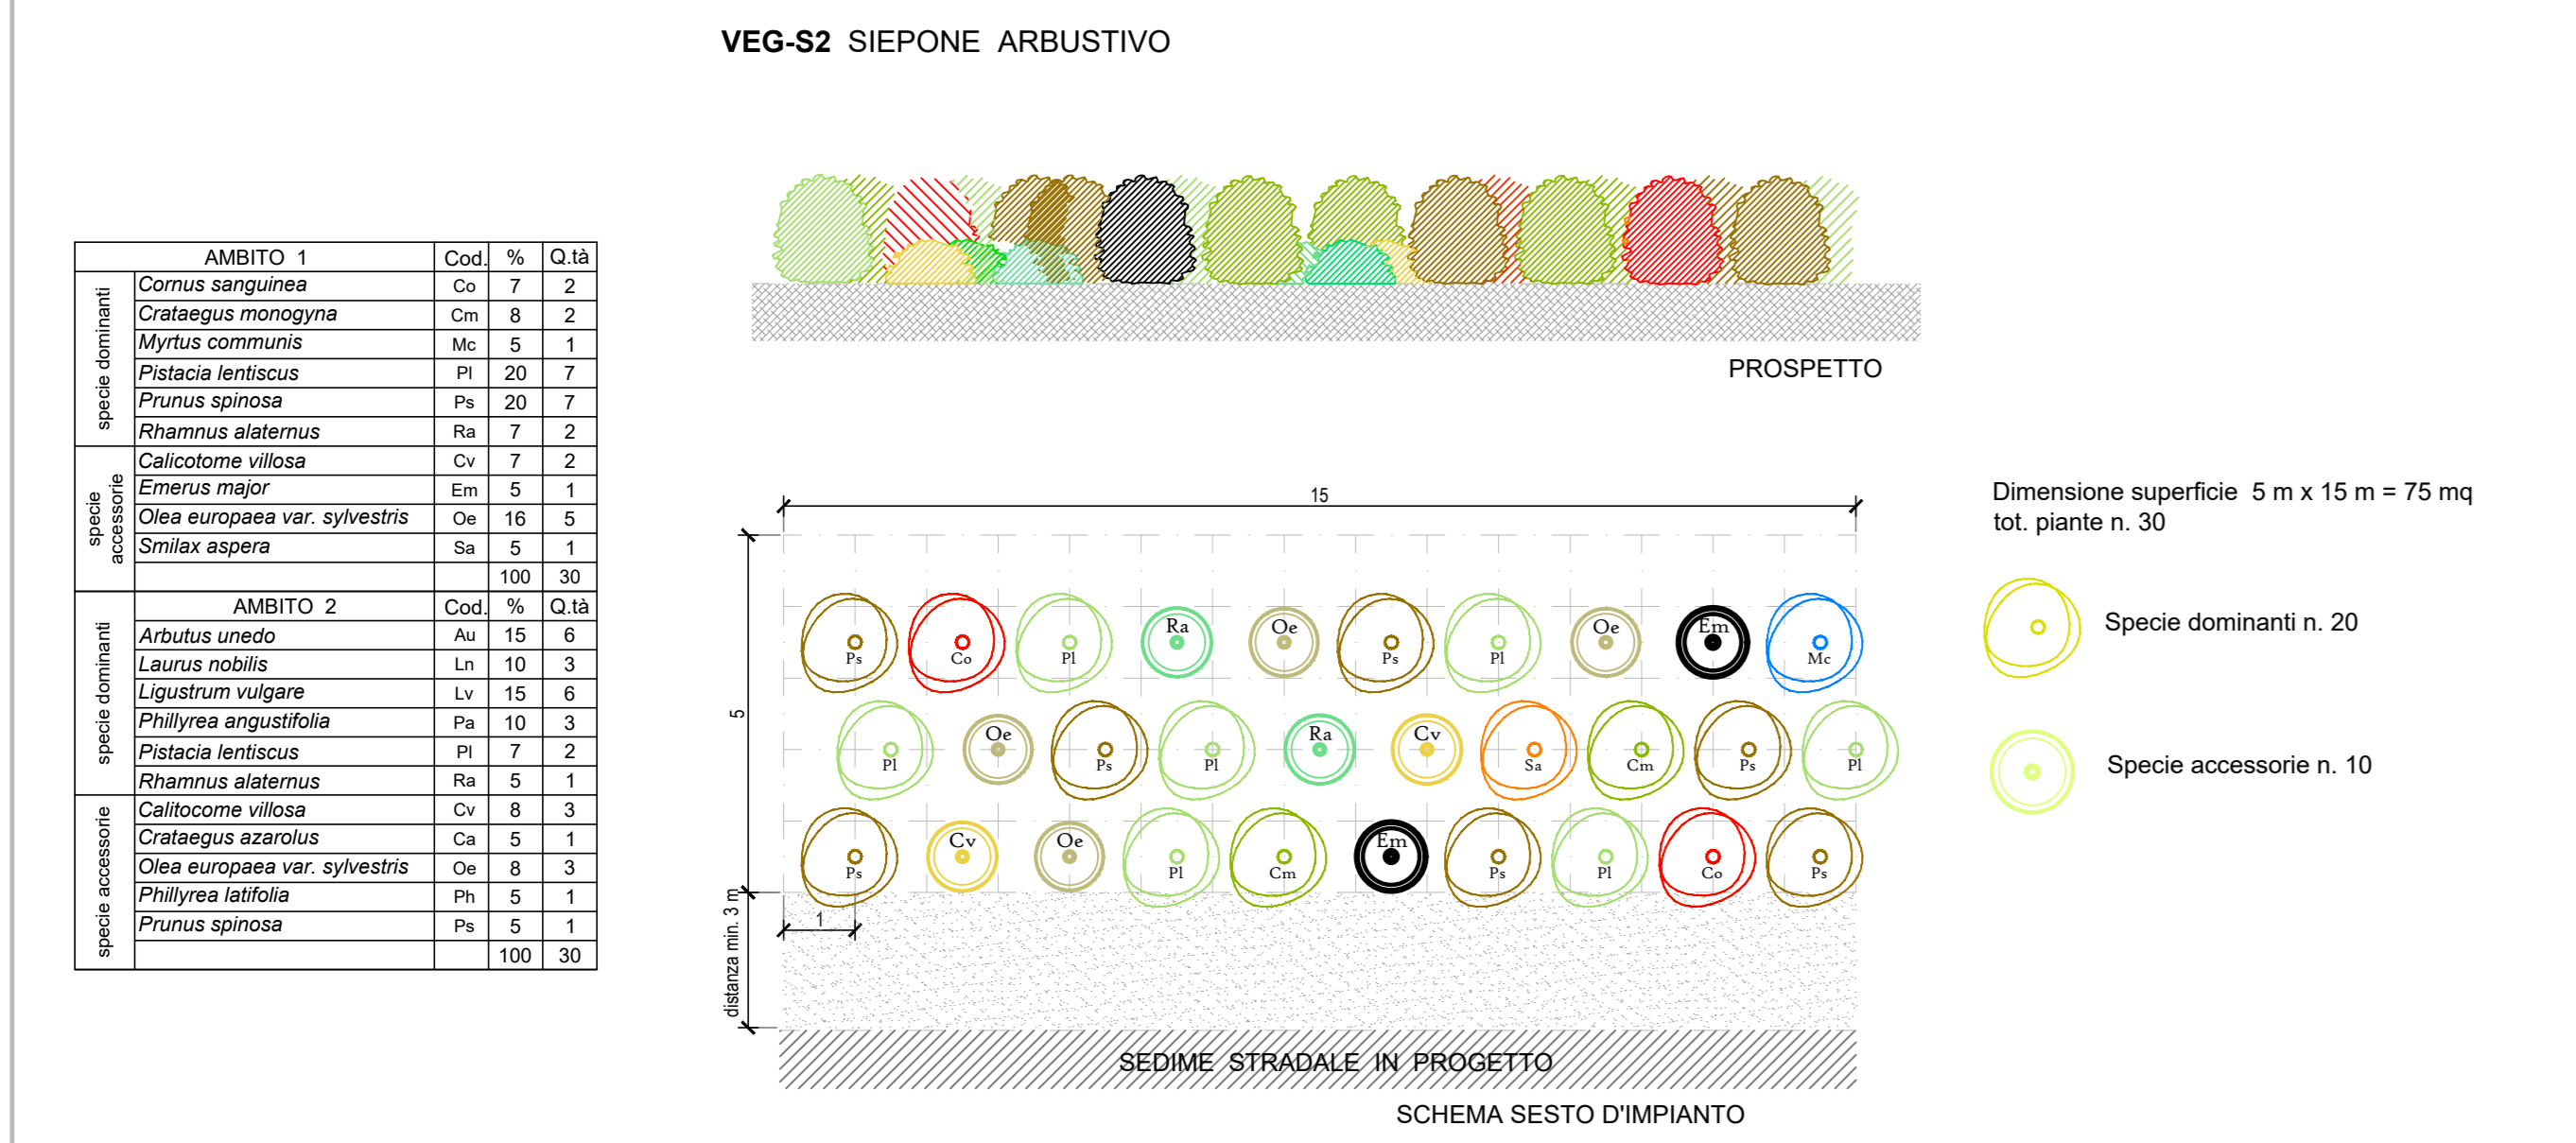 VEG-S2 SIEPONE ARBUSTIVO
PROSPETTO
AMBITO 1 Cod. % Q.tà
specie dominanti
Cornus sanguinea Co 7 2
Crataegus monogyna Cm 8 2
Myrtus communis Mc 5 1
Pistacia lentiscus Pl 20 7
Prunus spinosa Ps 20 7
Rhamnus alaternus Ra 7 2
specie
accessorie
Calicotome villosa Cv 7 2
Emerus major Em 5 1
Olea europaea var. sylvestris Oe 16 5
Smilax aspera Sa 5 1
100 30
AMBITO 2 Cod. % Q.tà
specie dominanti
Arbutus unedo Au 15 6
Laurus nobilis Ln 10 3
Ligustrum vulgare Lv 15 6
Phillyrea angustifolia Pa 10 3
Pistacia lentiscus Pl 7 2
Rhamnus alaternus Ra 5 1
specie accessorie
Calitocome villosa Cv 8 3
Crataegus azarolus Ca 5 1
Olea europaea var. sylvestris Oe 8 3
Phillyrea latifolia Ph 5 1
Prunus spinosa Ps 5 1
100 30
15
5
Ps Co Pl Ra Oe Ps Pl Oe Em Mc
Pl Oe Ps Pl Ra Cv Sa Cm Ps Pl
Ps Cv Oe Pl Cm Em Ps Pl Co Ps
1
distanza min. 3 m
SEDIME STRADALE IN PROGETTO
SCHEMA SESTO D'IMPIANTO
Dimensione superficie 5 m x 15 m = 75 mq
tot. piante n. 30
Specie dominanti n. 20
Specie accessorie n. 10